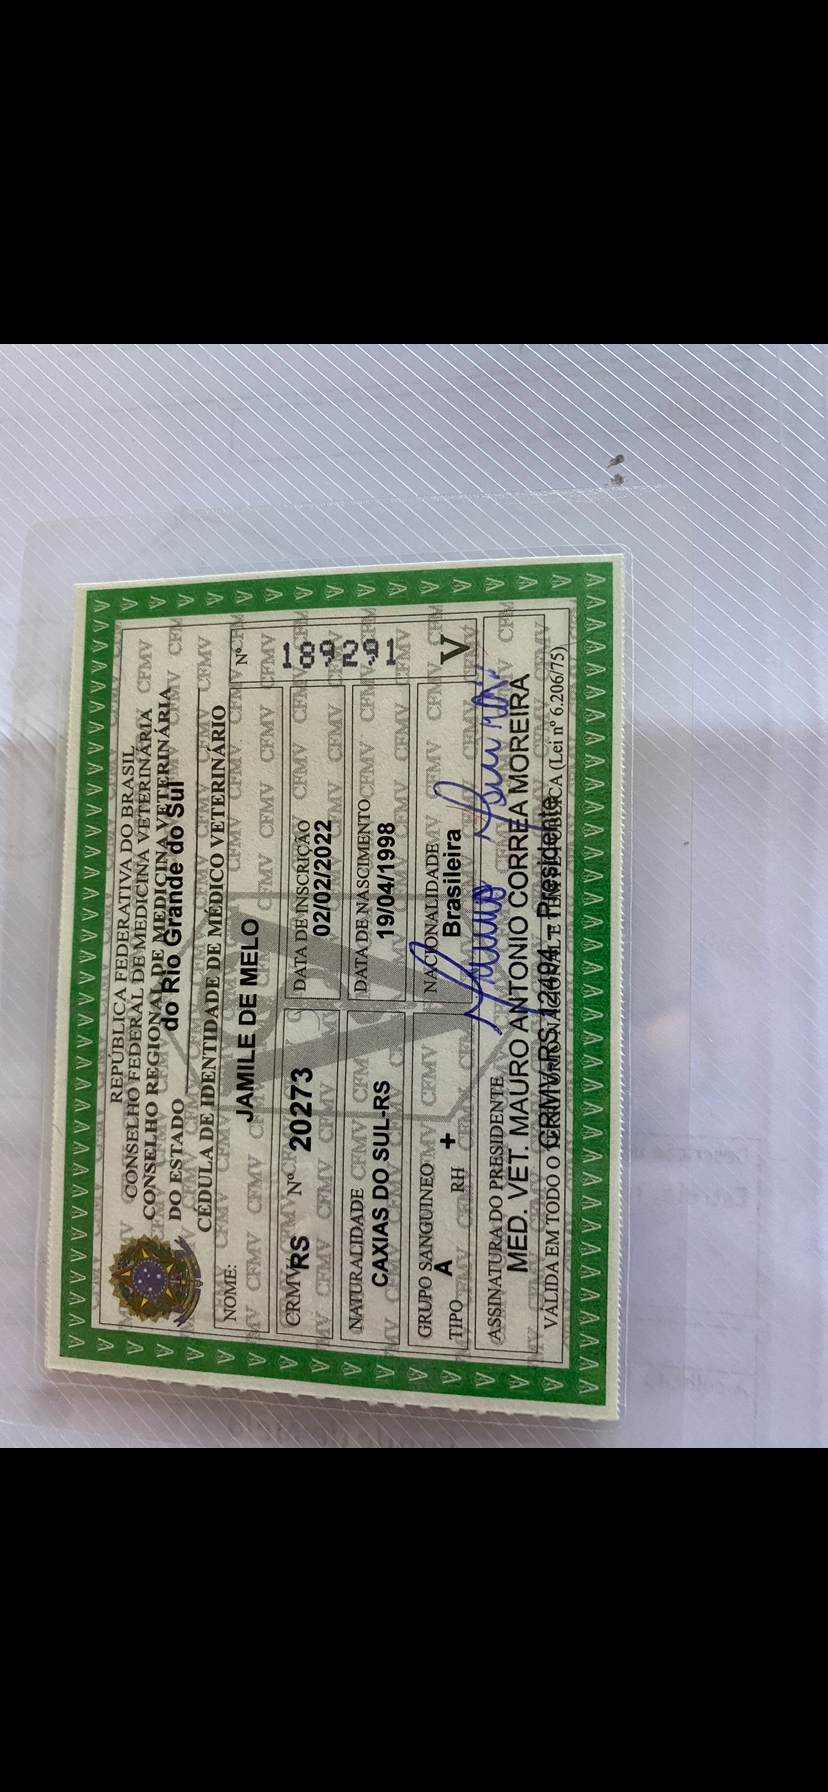 REPÚBLICA FEDERATIVA DO BRASIL
CONSELHO FEDERAL DE MEDICINA VETERINÁRIA
CONSELHO REGIONAL DE MEDICINA VETERINÁRIA
DO ESTADO do Rio Grande do Sul
CÉDULA DE IDENTIDADE DE MÉDICO VETERINÁRIO
NOME: JAMILE DE MELO
Nº 189291
CRMV RS Nº 20273
DATA DE INSCRIÇÃO 02/02/2022
NATURALIDADE CAXIAS DO SUL-RS
DATA DE NASCIMENTO 19/04/1998
GRUPO SANGUINEO
TIPO A RH +
NACIONALIDADE Brasileira
V
ASSINATURA DO PRESIDENTE
MED. VET. MAURO ANTONIO CORREA MOREIRA
CRMV-RS 12494 - Presidente
VÁLIDA EM TODO O (Lei nº 6.206/75)